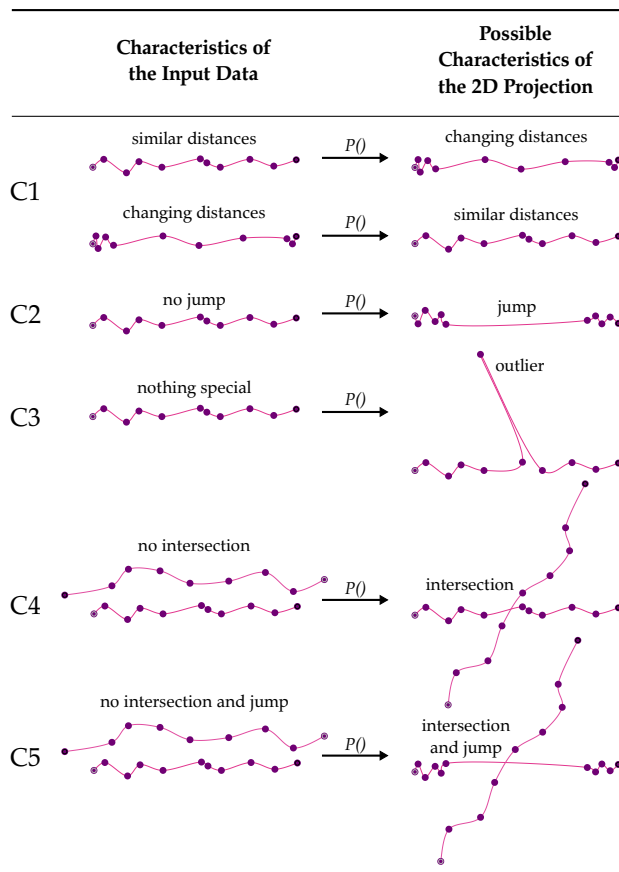 Characteristics of
the Input Data
Possible
Characteristics of
the 2D Projection
C1
similar distances
P()
changing distances
changing distances
P()
similar distances
C2
no jump
P()
jump
C3
nothing special
P()
outlier
C4
no intersection
P()
intersection
C5
no intersection and jump
P()
intersection
and jump